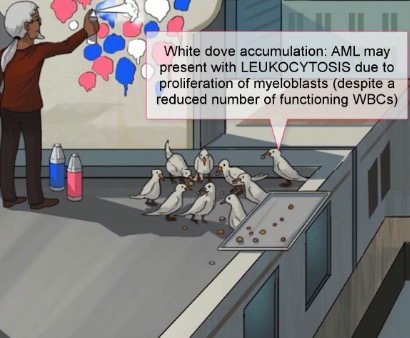 White dove accumulation: AML may
present with LEUKOCYTOSIS due to
proliferation of myeloblasts (despite a
reduced number of functioning WBCs)